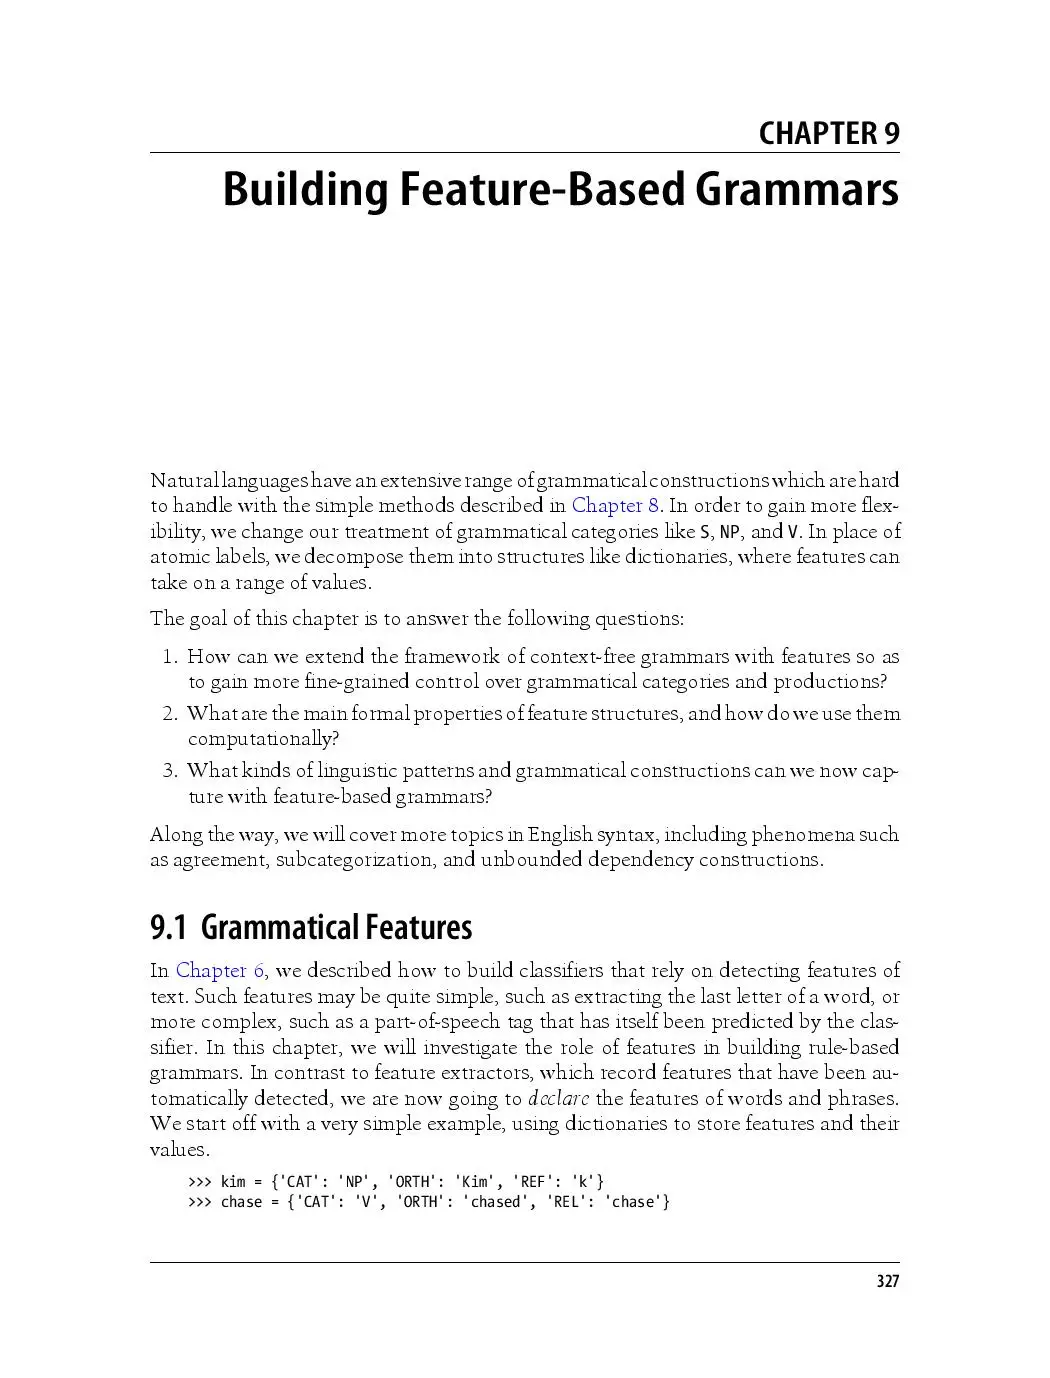 CHAPTER 9
Building Feature-Based Grammars
Natural languages have an extensive range of grammatical constructions which are hard
to handle with the simple methods described in Chapter 8. In order to gain more flex-
ibility, we change our treatment of grammatical categories like S, NP, and V. In place of
atomic labels, we decompose them into structures like dictionaries, where features can
take on a range of values.
The goal of this chapter is to answer the following questions:
1. How can we extend the framework of context-free grammars with features so as
to gain more fine-grained control over grammatical categories and productions?
2. What are the main formal properties of feature structures, and how do we use them
computationally?
3. What kinds of linguistic patterns and grammatical constructions can we now cap-
ture with feature-based grammars?
Along the way, we will cover more topics in English syntax, including phenomena such
as agreement, subcategorization, and unbounded dependency constructions.
9.1 Grammatical Features
In Chapter 6, we described how to build classifiers that rely on detecting features of
text. Such features may be quite simple, such as extracting the last letter of a word, or
more complex, such as a part-of-speech tag that has itself been predicted by the clas-
sifier. In this chapter, we will investigate the role of features in building rule-based
grammars. In contrast to feature extractors, which record features that have been au-
tomatically detected, we are now going to declare the features of words and phrases.
We start off with a very simple example, using dictionaries to store features and their
values.
>>> kim = {'CAT': 'NP', 'ORTH': 'Kim', 'REF': 'k'}
>>> chase = {'CAT': 'V', 'ORTH': 'chased', 'REL': 'chase'}
327